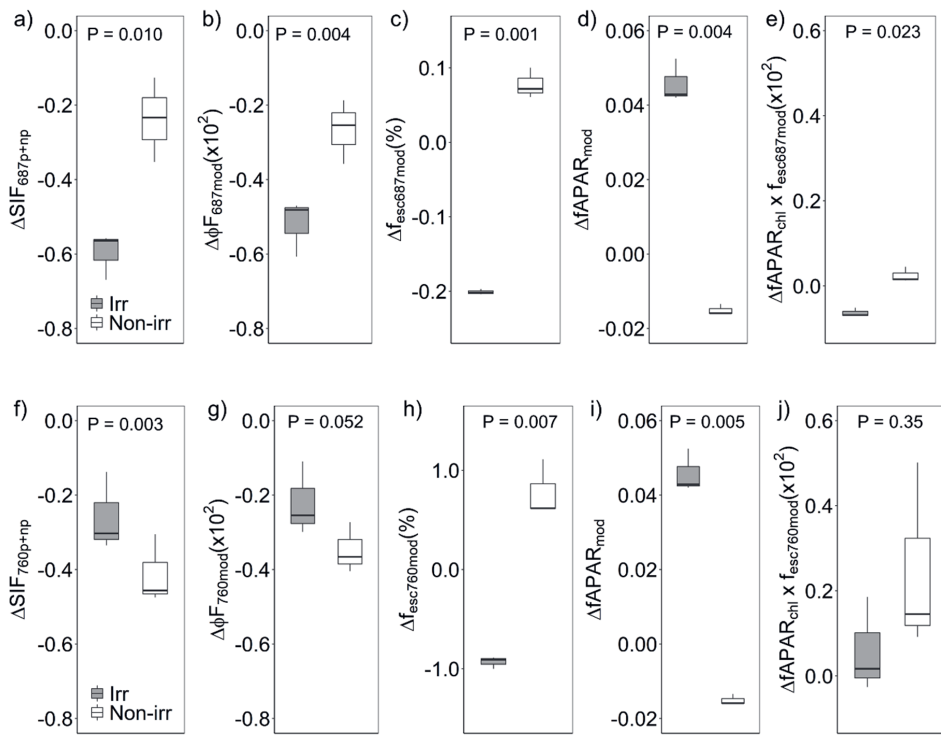 a)
0.0
-0.2
-0.4
-0.6
-0.8
ΔSIF687p+np
P = 0.010
Irr
Non-irr
b)
0.0
-0.2
-0.4
-0.6
-0.8
ΔϕF687mod(x10²)
P = 0.004
c)
0.1
0.0
-0.1
-0.2
Δfesc687mod(%)
P = 0.001
d)
0.06
0.04
0.02
0.00
-0.02
ΔfAPARmod
P = 0.004
e)
0.6
0.4
0.2
0.0
ΔfAPARchl x fesc687mod(x10²)
P = 0.023
f)
0.0
-0.2
-0.4
-0.6
-0.8
ΔSIF760p+np
P = 0.003
Irr
Non-irr
g)
0.0
-0.2
-0.4
-0.6
-0.8
ΔϕF760mod(x10²)
P = 0.052
h)
1.0
0.0
-1.0
Δfesc760mod(%)
P = 0.007
i)
0.06
0.04
0.02
0.00
-0.02
ΔfAPARmod
P = 0.005
j)
0.6
0.4
0.2
0.0
ΔfAPARchl x fesc760mod(x10²)
P = 0.35